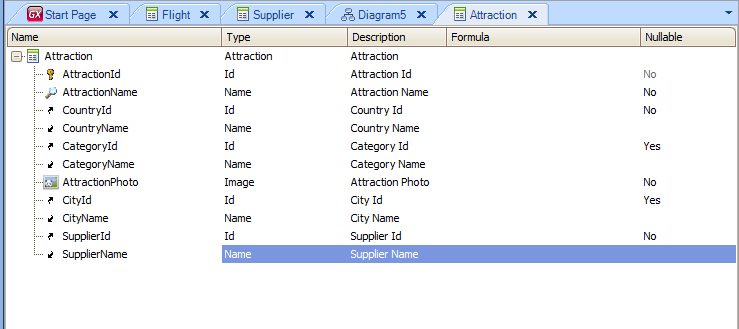 GX Start Page Flight Supplier Diagram5 Attraction
Name Type Description Formula Nullable
Attraction Attraction Attraction
AttractionId Id Attraction Id No
AttractionName Name Attraction Name No
CountryId Id Country Id No
CountryName Name Country Name
CategoryId Id Category Id Yes
CategoryName Name Category Name
AttractionPhoto Image Attraction Photo No
CityId Id City Id Yes
CityName Name City Name
SupplierId Id Supplier Id No
SupplierName Name Supplier Name